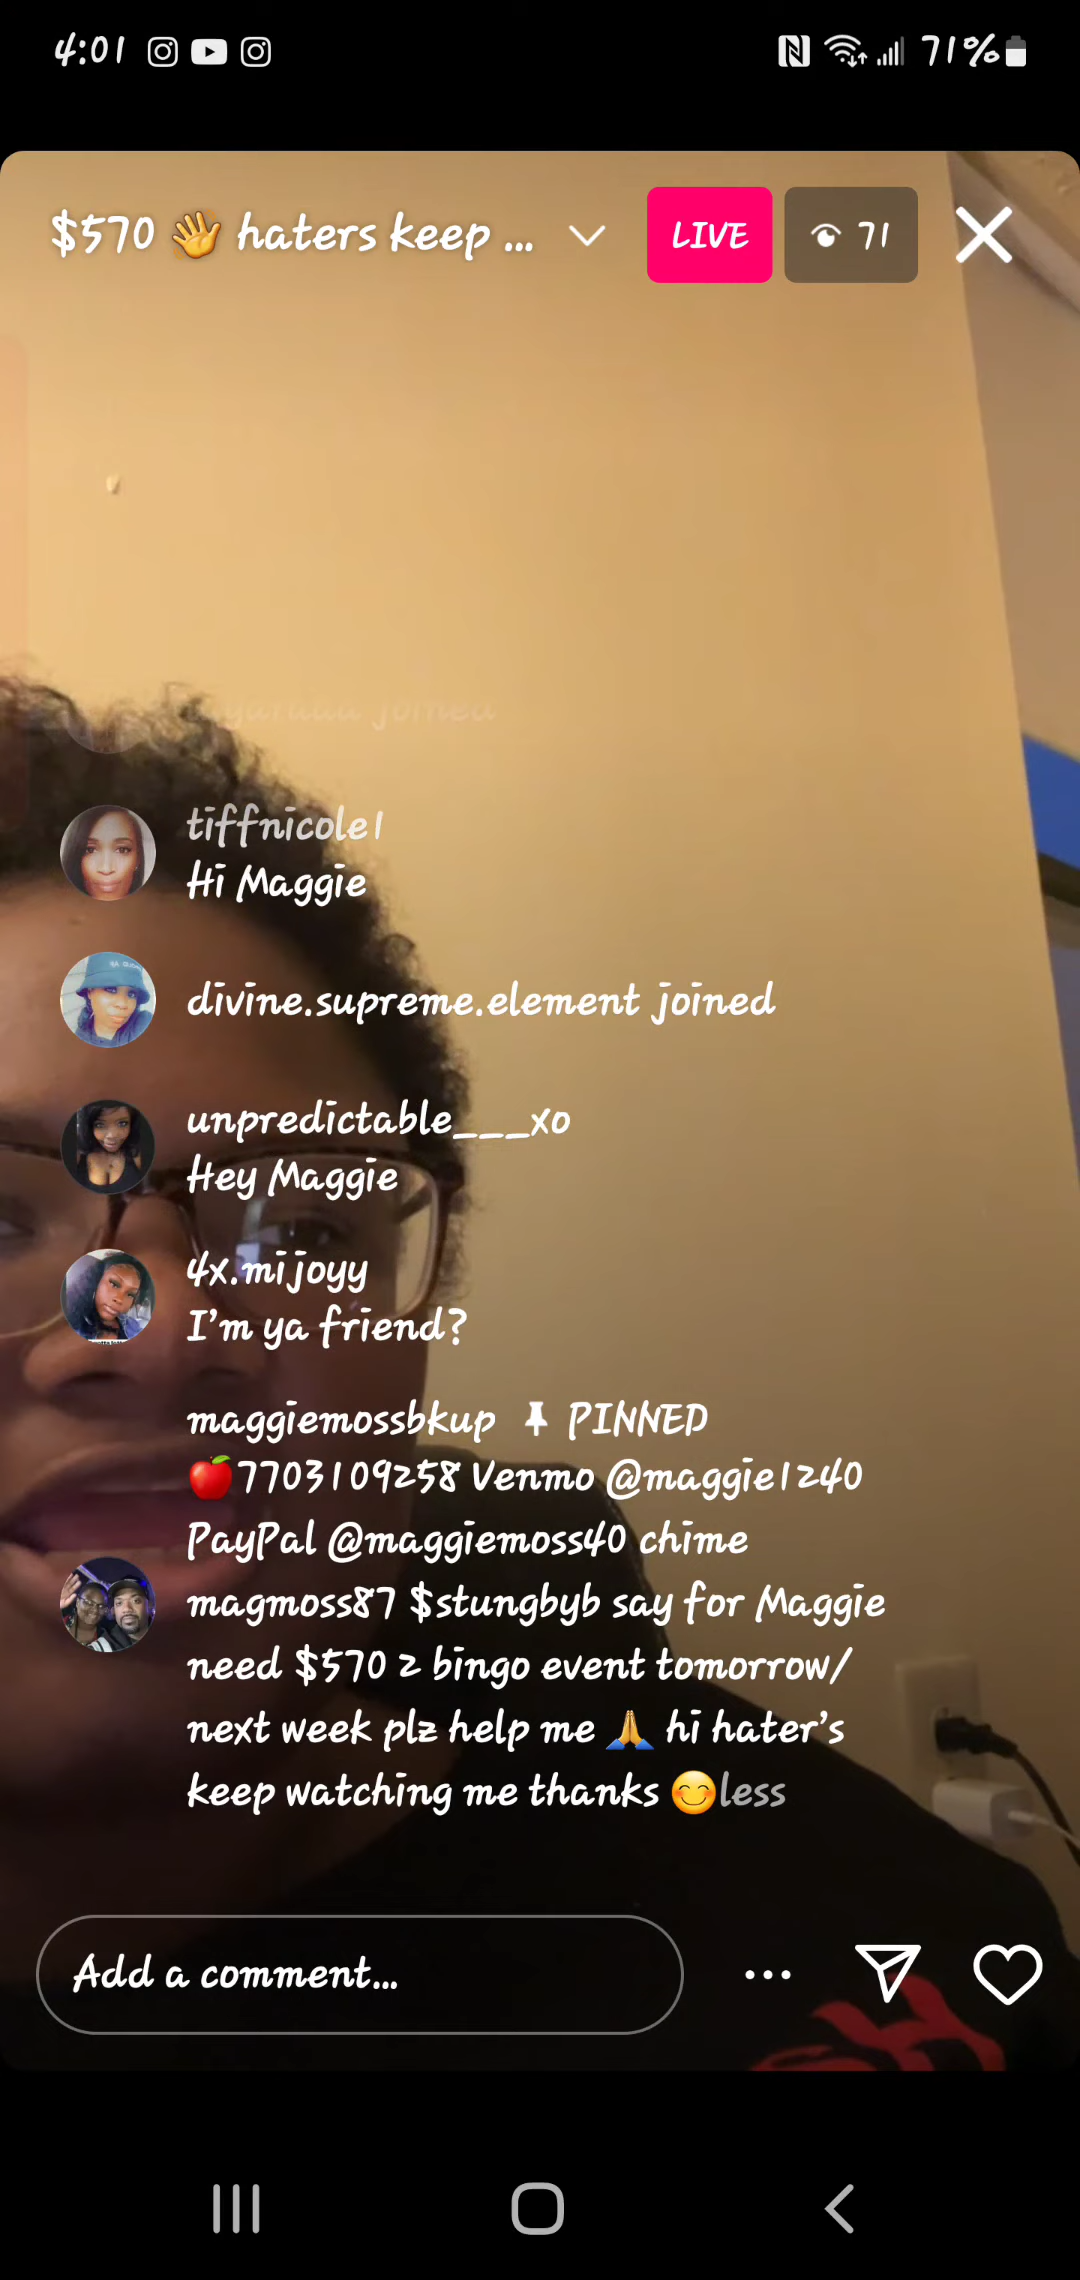 4:01
71%
$570 👋 haters keep ...
LIVE
71
joined
tiffnicole1
Hi Maggie
divine.supreme.element joined
unpredictable___xo
Hey Maggie
4x.mijoyy
I'm ya friend?
maggiemossbkup 📌 PINNED
🍎7703109258 Venmo @maggie1240
PayPal @maggiemoss40 chime
magmoss87 $stungbyb say for Maggie
need $570 2 bingo event tomorrow/
next week plz help me 🙏 hi hater's
keep watching me thanks 😊less
Add a comment...